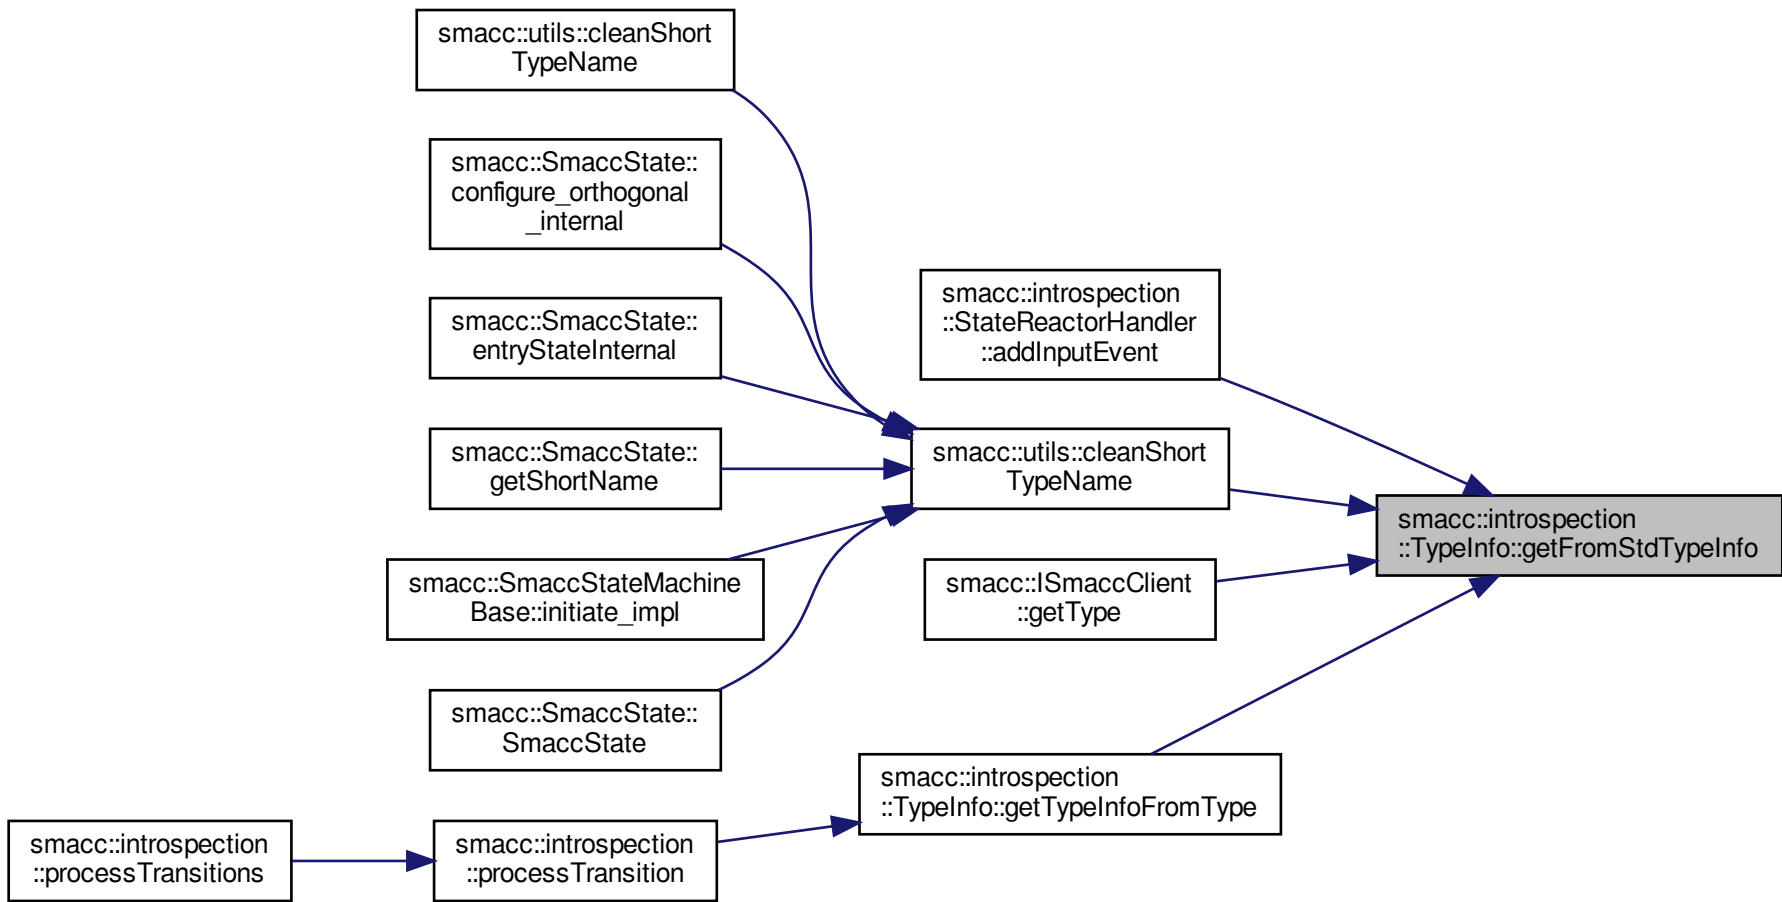 smacc::utils::cleanShort
TypeName
smacc::SmaccState::
configure_orthogonal
_internal
smacc::SmaccState::
entryStateInternal
smacc::SmaccState::
getShortName
smacc::SmaccStateMachine
Base::initiate_impl
smacc::SmaccState::
SmaccState
smacc::introspection
::processTransitions
smacc::introspection
::processTransition
smacc::introspection
::StateReactorHandler
::addInputEvent
smacc::utils::cleanShort
TypeName
smacc::ISmaccClient
::getType
smacc::introspection
::TypeInfo::getTypeInfoFromType
smacc::introspection
::TypeInfo::getFromStdTypeInfo